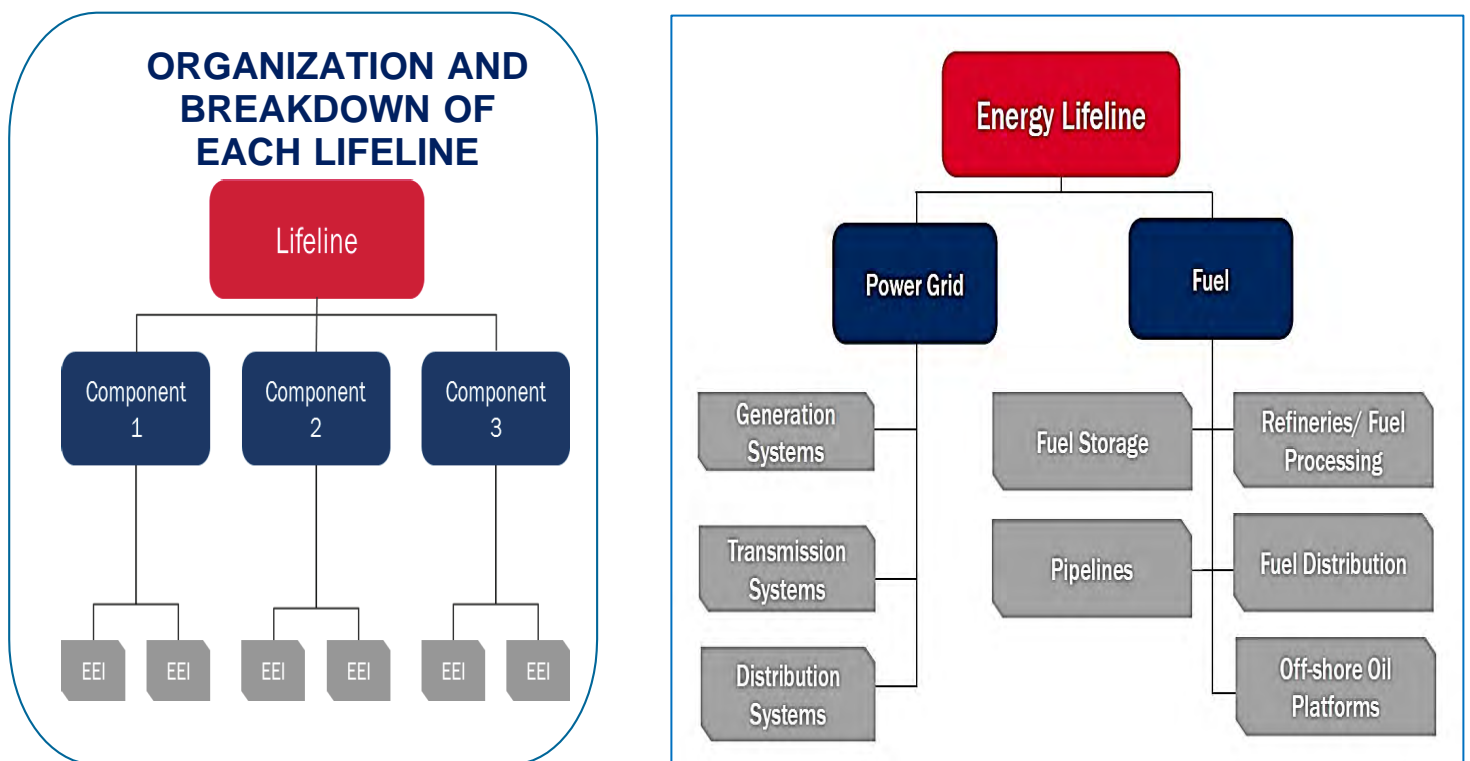 ORGANIZATION AND
BREAKDOWN OF
EACH LIFELINE
Lifeline
Component
1
Component
2
Component
3
EEI
EEI
EEI
EEI
EEI
EEI
Energy Lifeline
Power Grid
Fuel
Generation
Systems
Transmission
Systems
Distribution
Systems
Fuel Storage
Pipelines
Refineries/ Fuel
Processing
Fuel Distribution
Off-shore Oil
Platforms